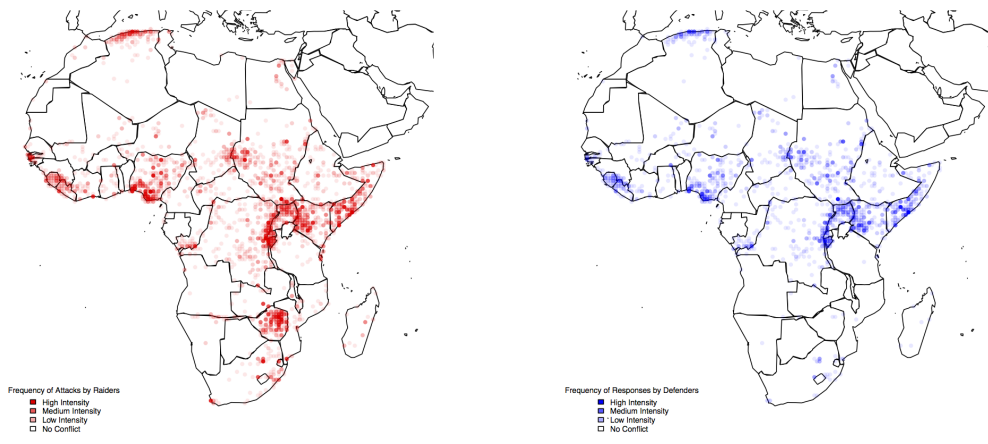 Frequency of Attacks by Raiders
High Intensity
Medium Intensity
Low Intensity
No Conflict
Frequency of Responses by Defenders
High Intensity
Medium Intensity
Low Intensity
No Conflict